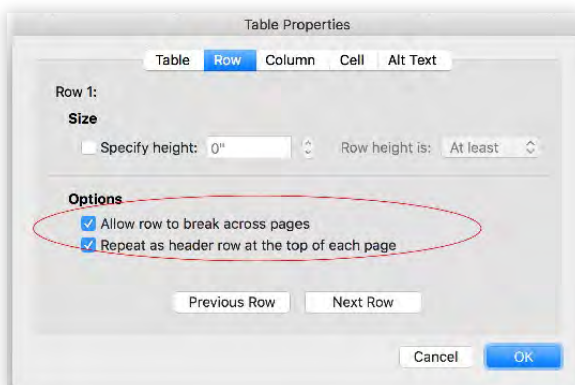 Table Properties
Table Row Column Cell Alt Text
Row 1:
Size
Specify height: 0" Row height is: At least
Options
Allow row to break across pages
Repeat as header row at the top of each page
Previous Row Next Row
Cancel OK